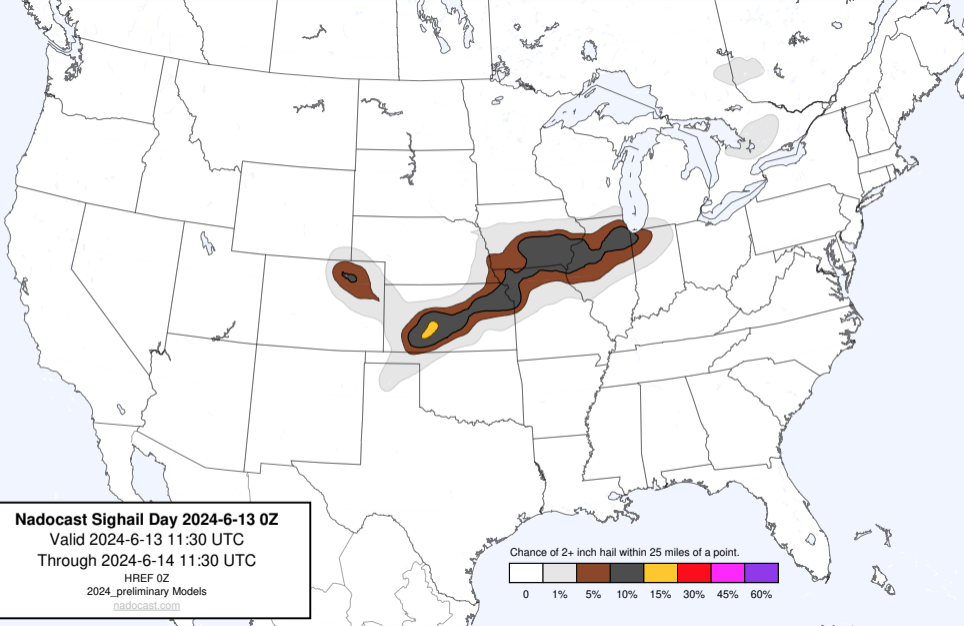 Nadocast Sighail Day 2024-6-13 0Z
Valid 2024-6-13 11:30 UTC
Through 2024-6-14 11:30 UTC
HREF 0Z
2024_preliminary Models
nadocast.com
Chance of 2+ inch hail within 25 miles of a point.
0 1% 5% 10% 15% 30% 45% 60%